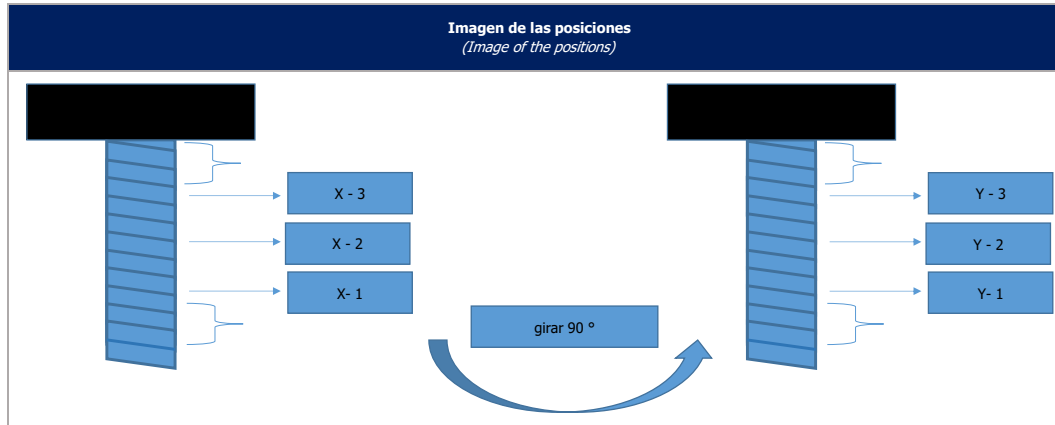 Imagen de las posiciones
(Image of the positions)
X - 3
X - 2
X- 1
girar 90 °
Y - 3
Y - 2
Y- 1